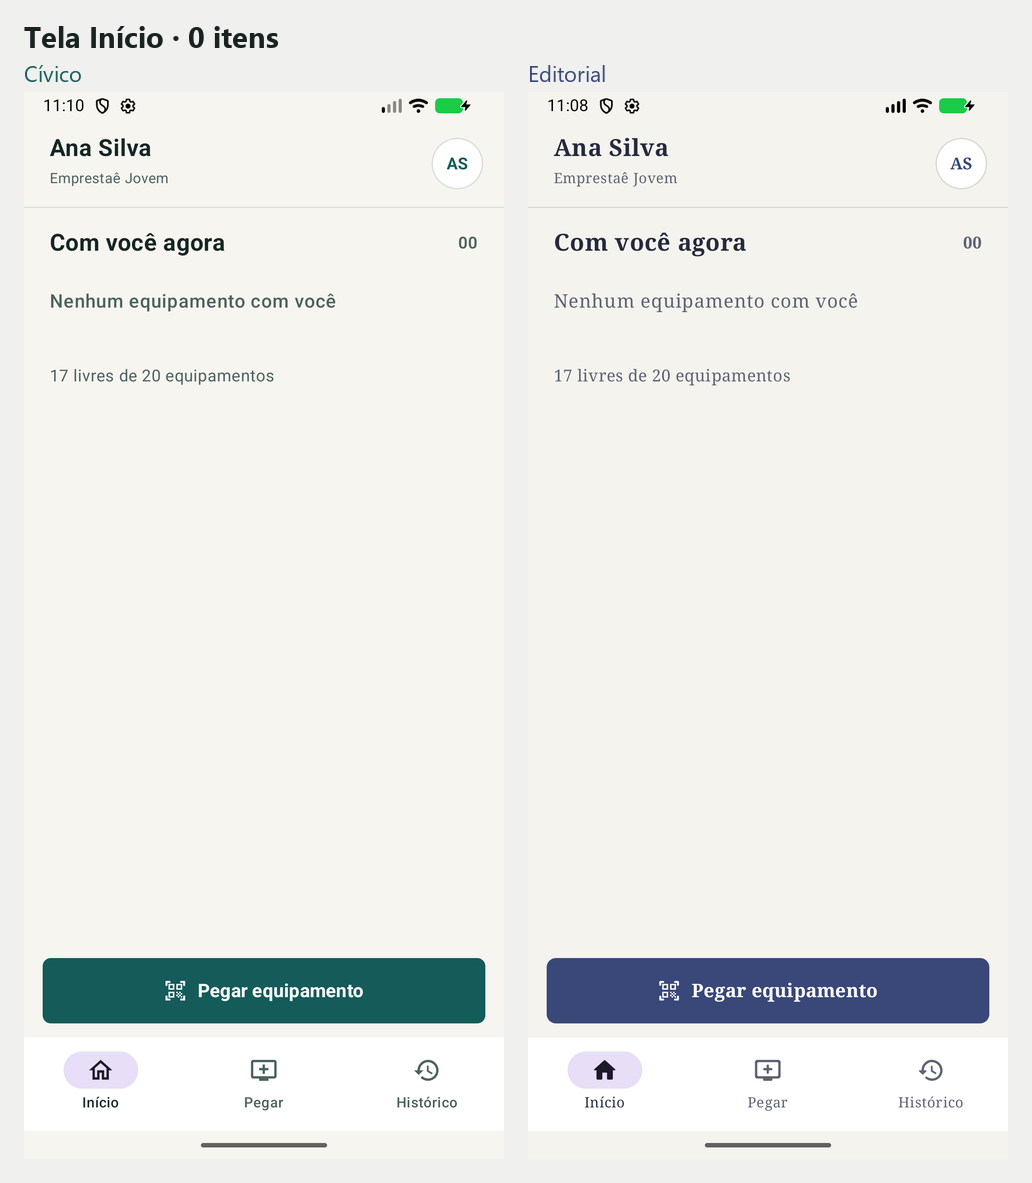 Tela Início · 0 itens
Cívico
11:10
Ana Silva
Emprestaê Jovem
AS
Com você agora
00
Nenhum equipamento com você
17 livres de 20 equipamentos
Pegar equipamento
Início
Pegar
Histórico
Editorial
11:08
Ana Silva
Emprestaê Jovem
AS
Com você agora
00
Nenhum equipamento com você
17 livres de 20 equipamentos
Pegar equipamento
Início
Pegar
Histórico